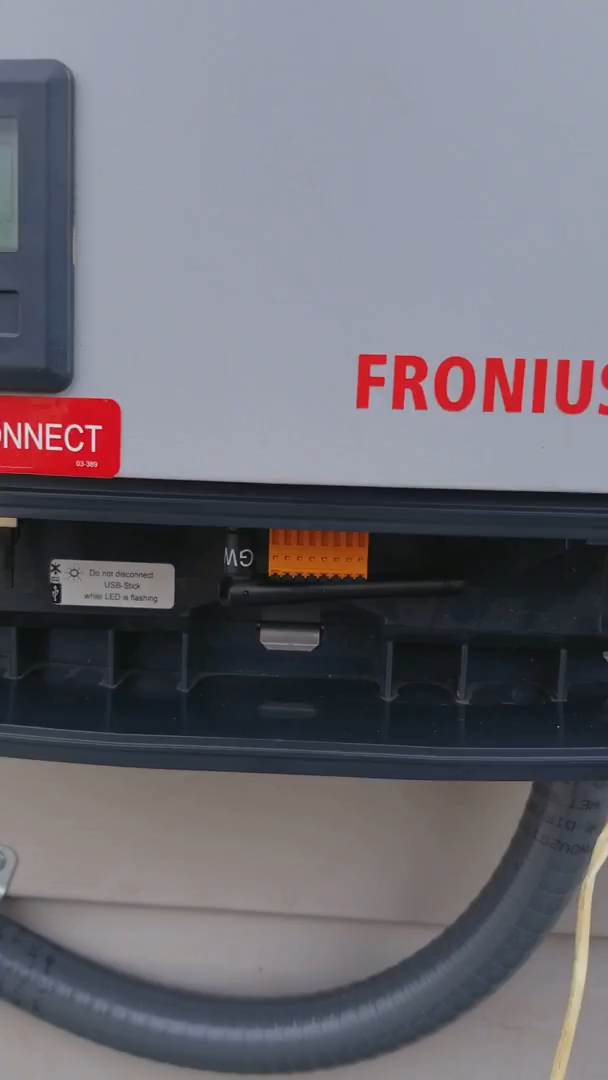 FRONIUS
ONNECT
03-389
GW
Do not disconnect
USB-Stick
while LED is flashing